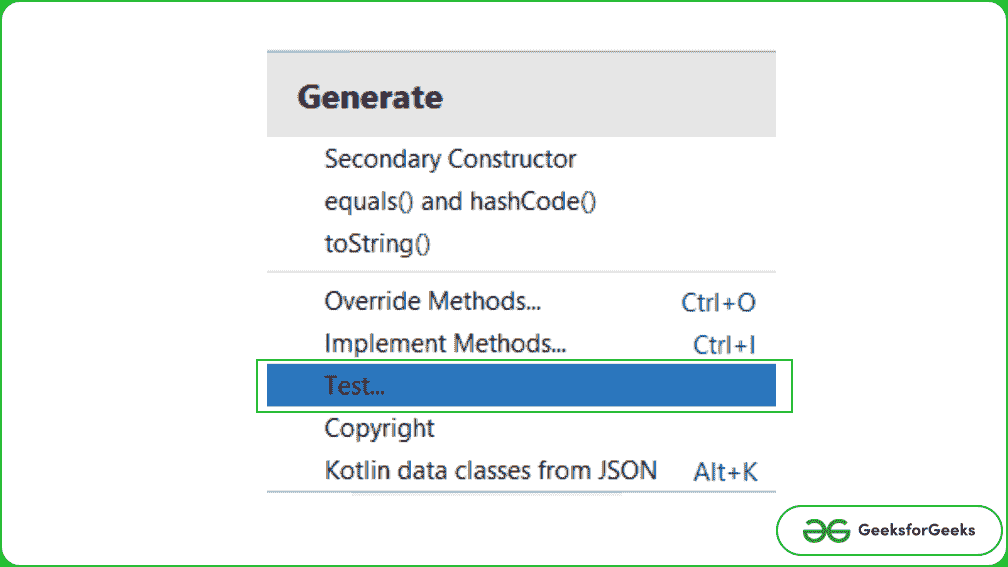 Generate
Secondary Constructor
equals() and hashCode()
toString()
Override Methods... Ctrl+O
Implement Methods... Ctrl+I
Test...
Copyright
Kotlin data classes from JSON Alt+K
GeeksforGeeks